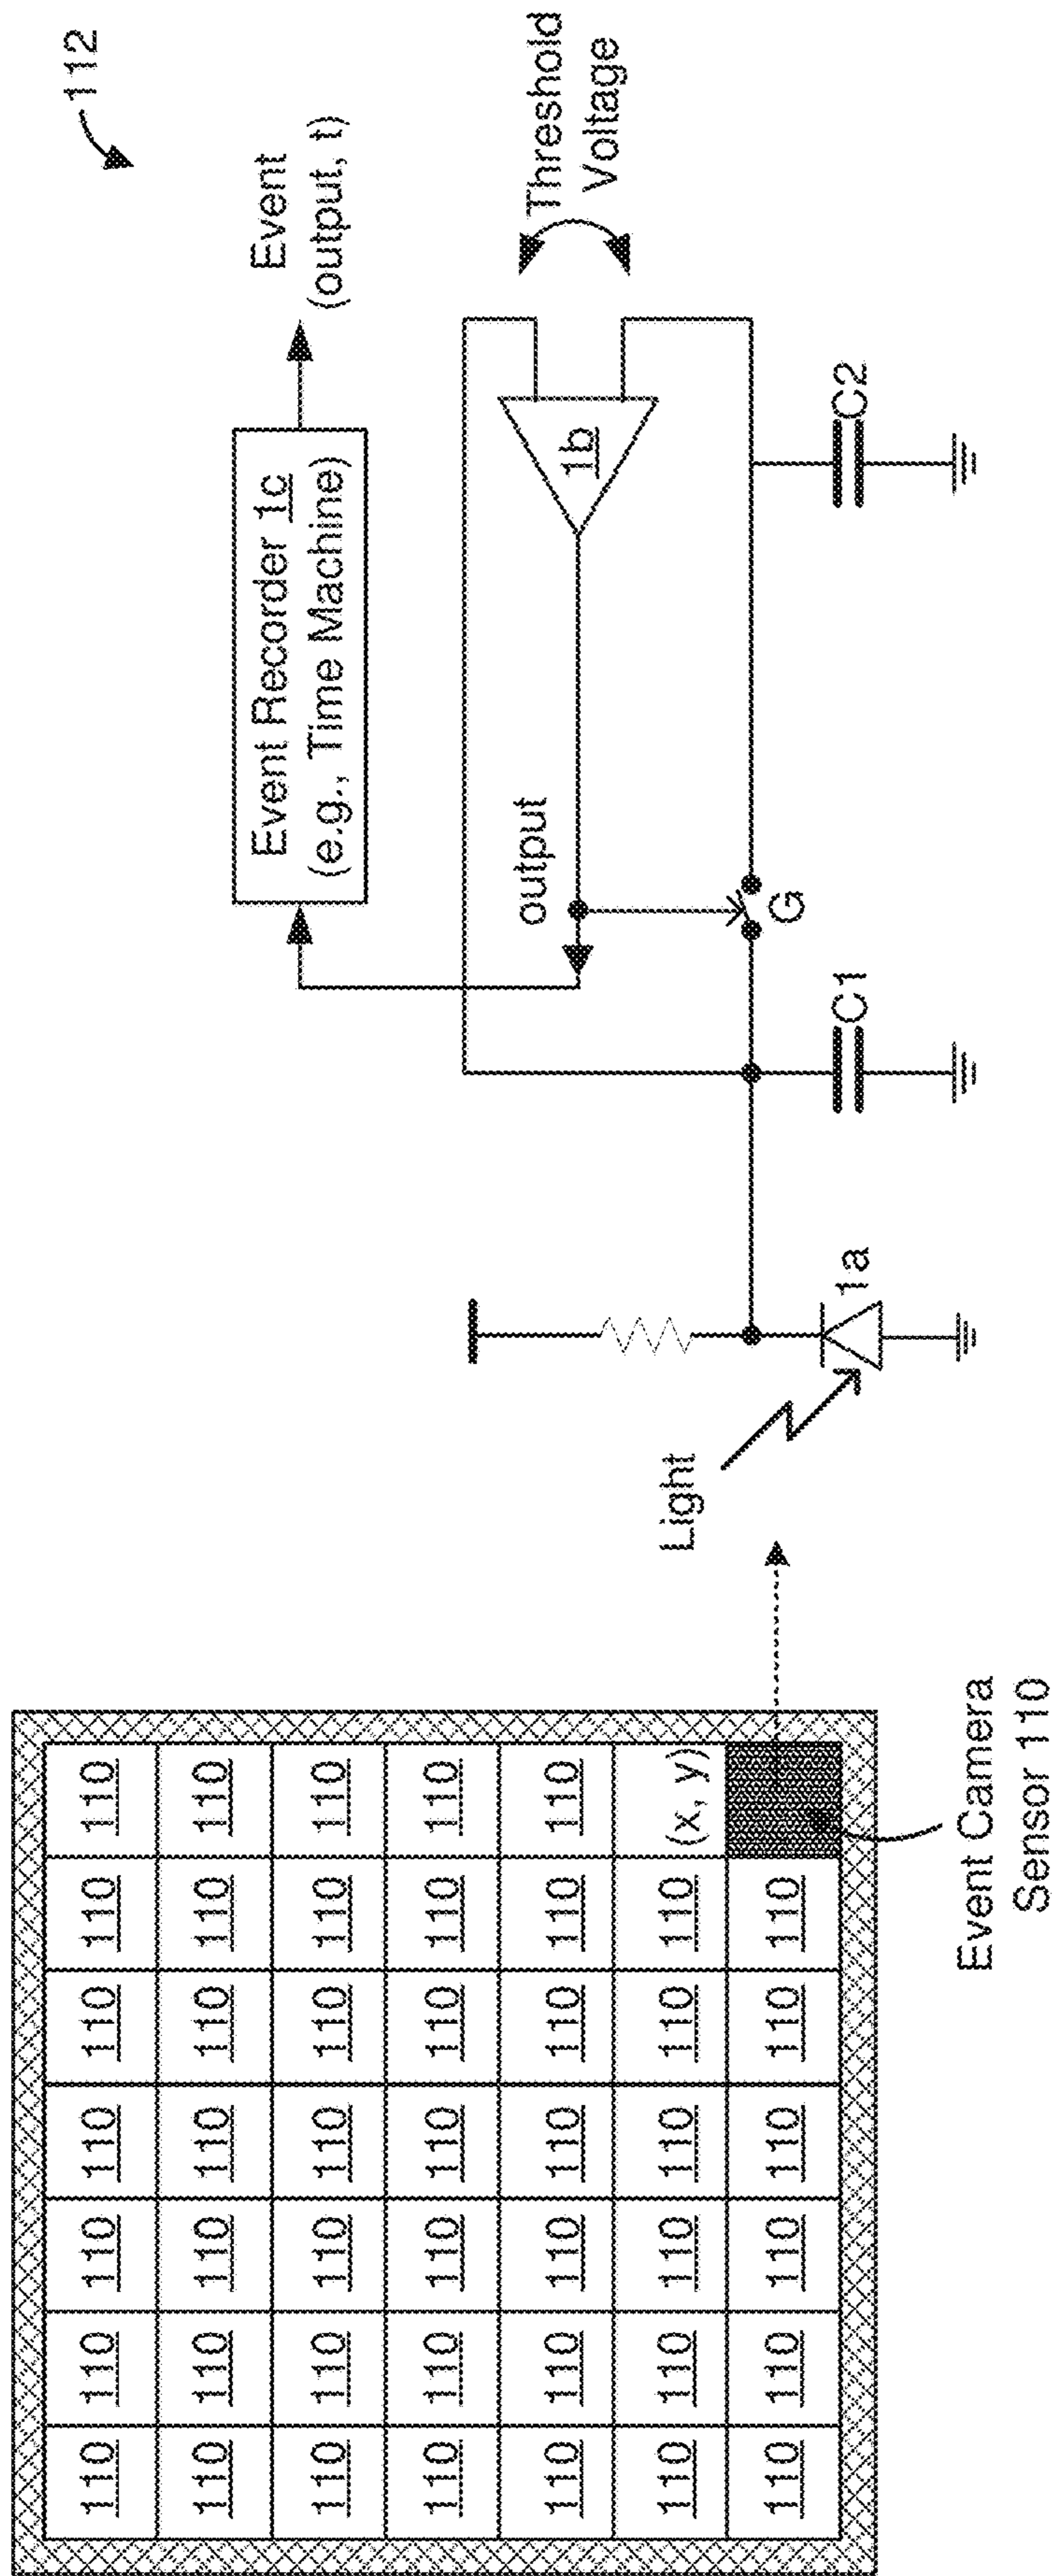 112
Event
(output, t)
Event Recorder 1c
(e.g., Time Machine)
Threshold
Voltage
output
1b
G
C1
C2
1a
Light
110 110 110 110 110 110 110
110 110 110 110 110 110 110
110 110 110 110 110 110 110
110 110 110 110 110 110 110
110 110 110 110 110 110 110
110 110 110 110 110 110 (x, y)
110 110 110 110 110 110
Event Camera
Sensor 110